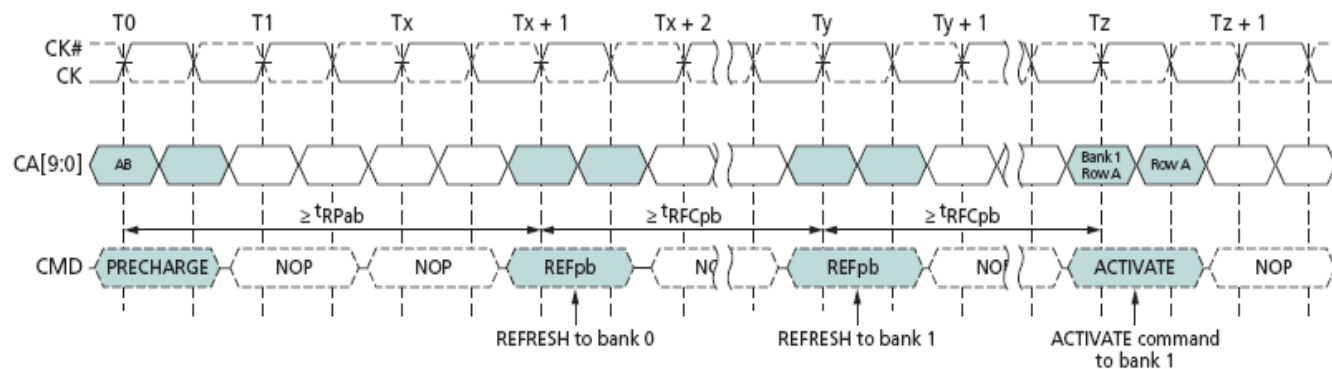 T0 T1 Tx Tx + 1 Tx + 2 Ty Ty + 1 Tz Tz + 1
CK#
CK
CA[9:0] AB Bank 1 Row A Row A
≥ tRPab ≥ tRFCpb ≥ tRFCpb
CMD PRECHARGE NOP NOP REFpb NO REFpb NOP ACTIVATE NOP
REFRESH to bank 0 REFRESH to bank 1 ACTIVATE command
to bank 1